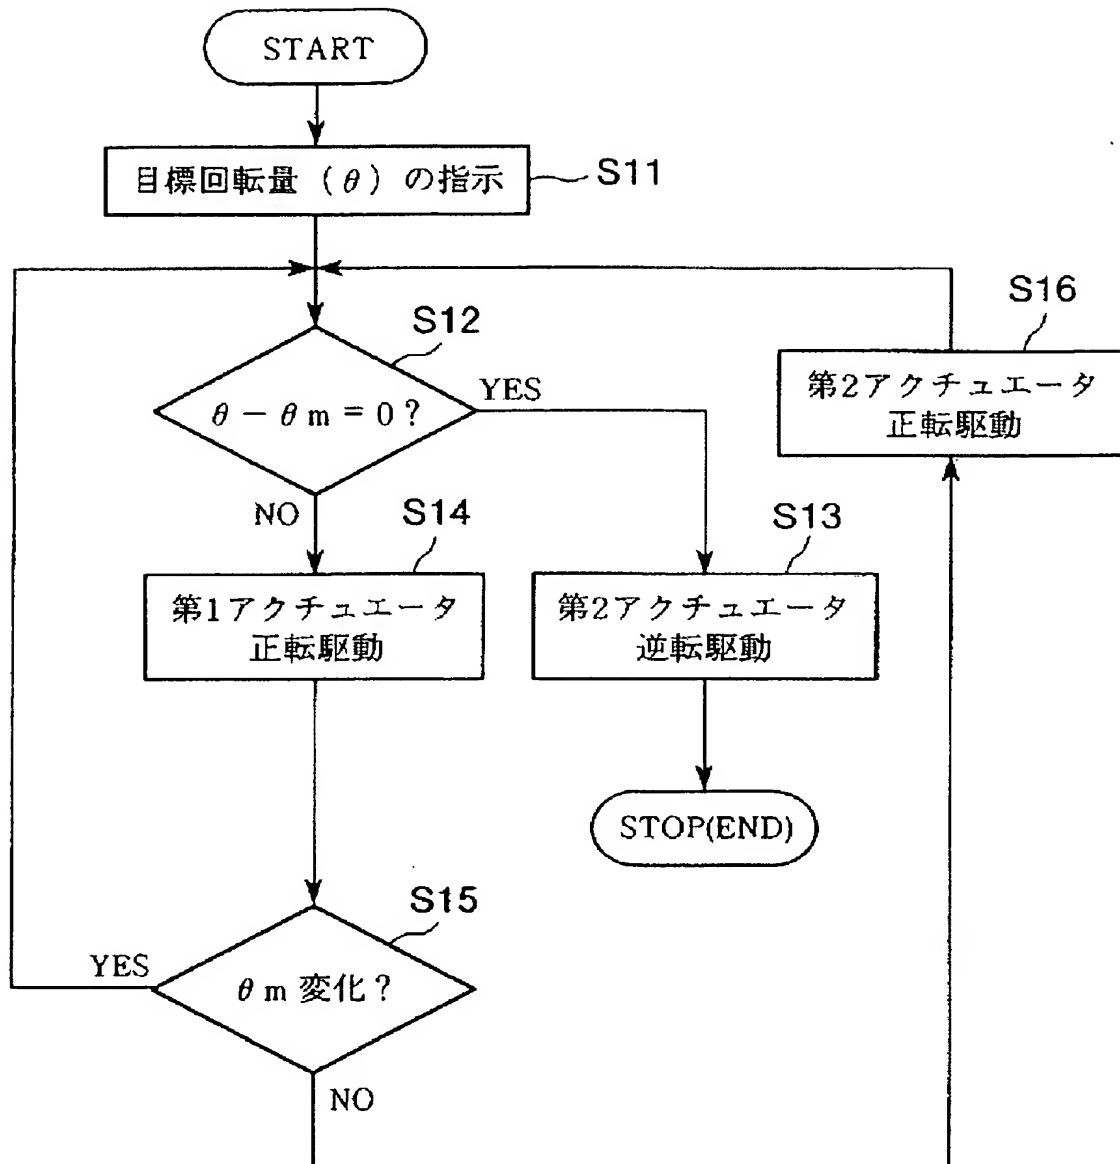 START
目標回転量(θ)の指示
S11
S12
θ-θm=0?
YES
NO
S16
第2アクチュエータ
正転駆動
S14
第1アクチュエータ
正転駆動
S13
第2アクチュエータ
逆転駆動
STOP(END)
S15
θm変化?
YES
NO